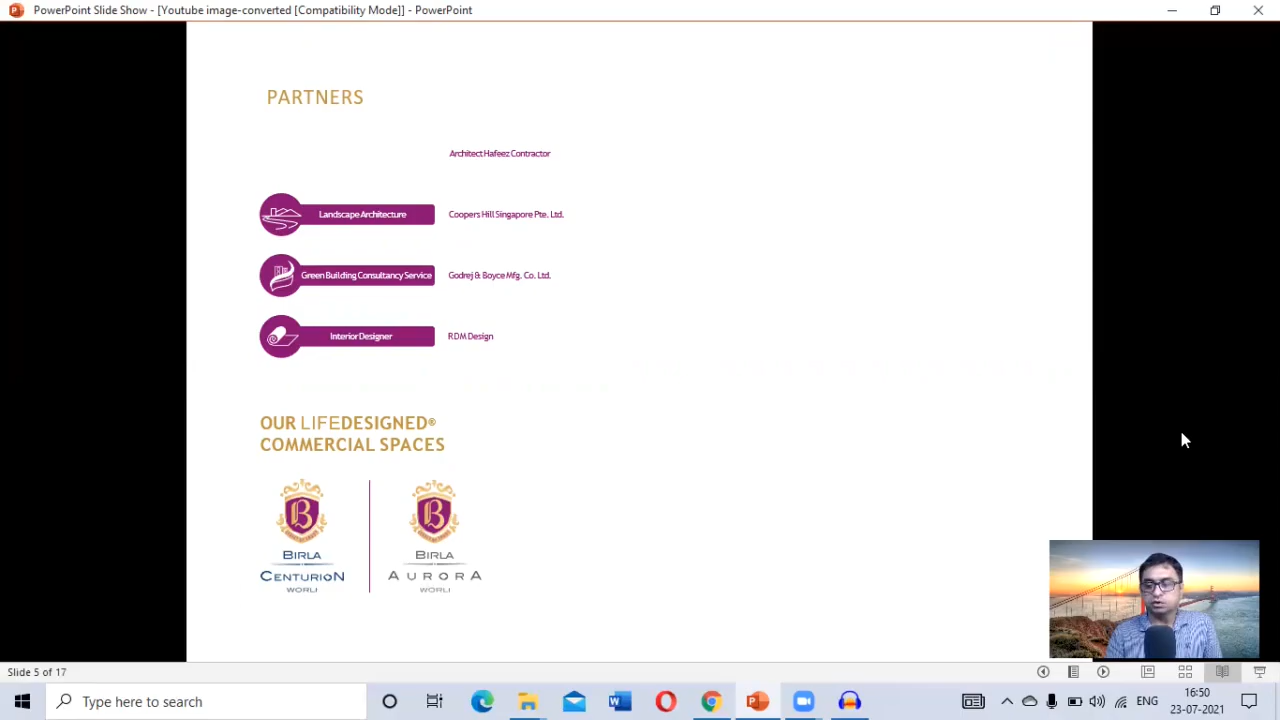 PowerPoint Slide Show - [Youtube image-converted [Compatibility Mode]] - PowerPoint
PARTNERS
Architect Hafeez Contractor
Landscape Architecture
Coopers Hill Singapore Pte. Ltd.
Green Building Consultancy Service
Godrej & Boyce Mfg. Co. Ltd.
Interior Designer
RDM Design
OUR LIFEDESIGNED®
COMMERCIAL SPACES
B
BIRLA
CENTURION
WORLI
B
BIRLA
AURORA
WORLI
Slide 5 of 17
Type here to search
ENG
16:50
23-07-2021